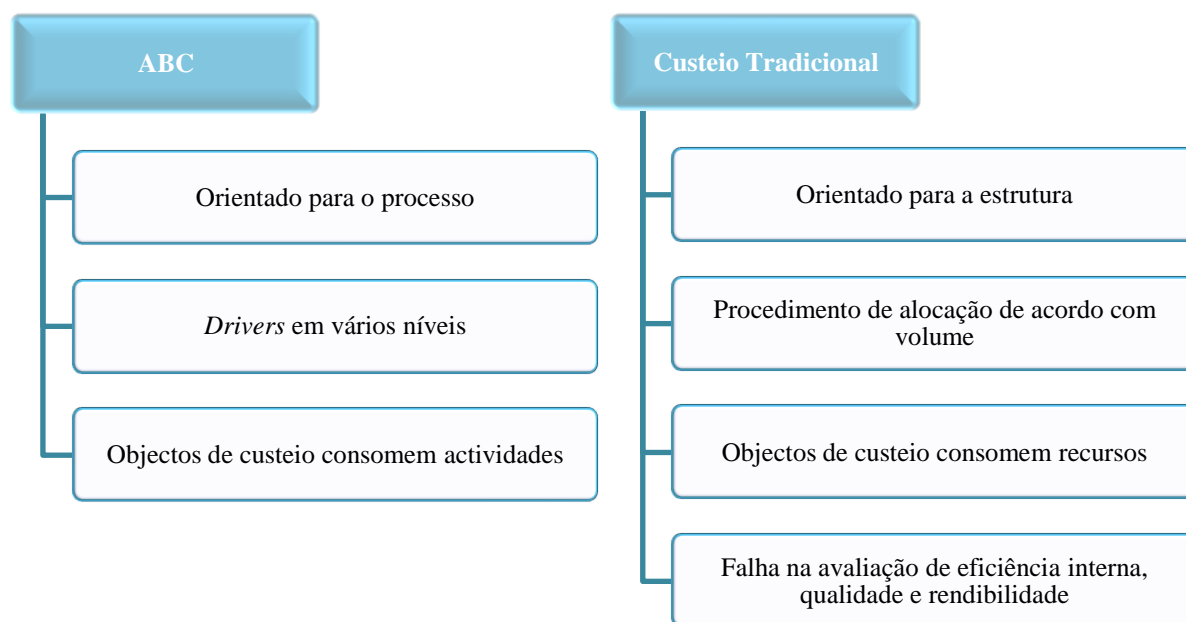 ABC
Orientado para o processo
Drivers em vários níveis
Objectos de custeio consomem actividades
Custeio Tradicional
Orientado para a estrutura
Procedimento de alocação de acordo com
volume
Objectos de custeio consomem recursos
Falha na avaliação de eficiência interna,
qualidade e rendibilidade